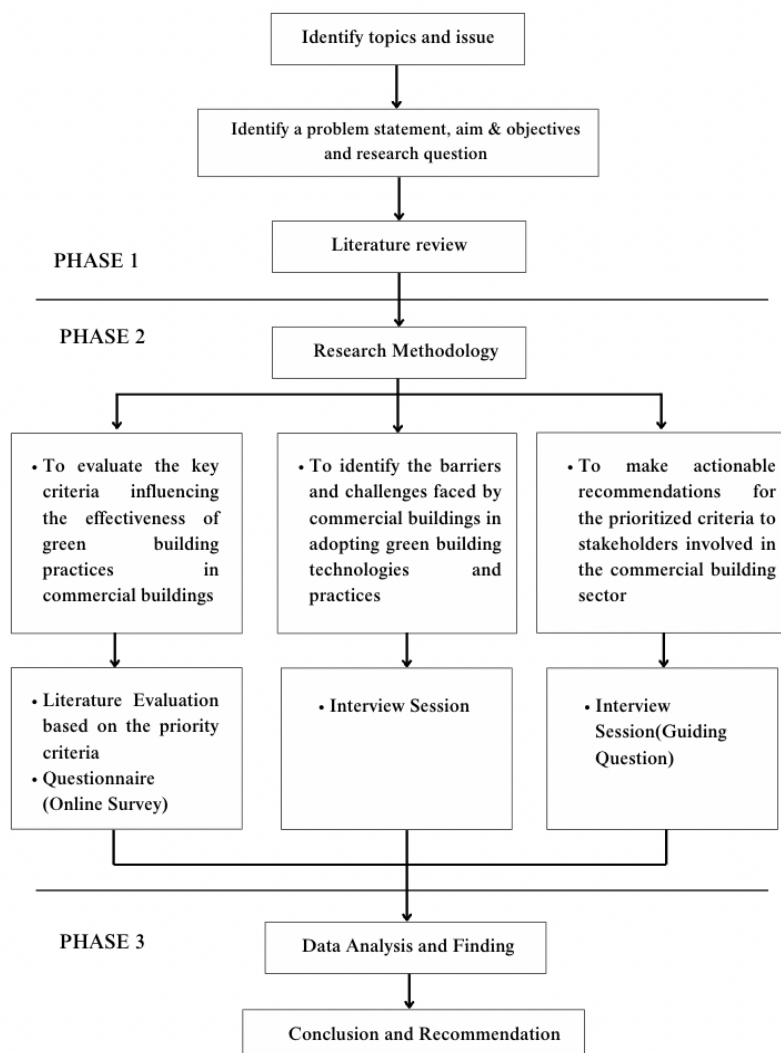 Identify topics and issue
Identify a problem statement, aim & objectives
and research question
Literature review
PHASE 1
PHASE 2
Research Methodology
• To evaluate the key
criteria influencing
the effectiveness of
green building
practices in
commercial buildings
• To identify the barriers
and challenges faced by
commercial buildings in
adopting green building
technologies and
practices
• To make actionable
recommendations for
the prioritized criteria to
stakeholders involved in
the commercial building
sector
• Literature Evaluation
based on the priority
criteria
• Questionnaire
(Online Survey)
• Interview Session
• Interview
Session(Guiding
Question)
PHASE 3
Data Analysis and Finding
Conclusion and Recommendation